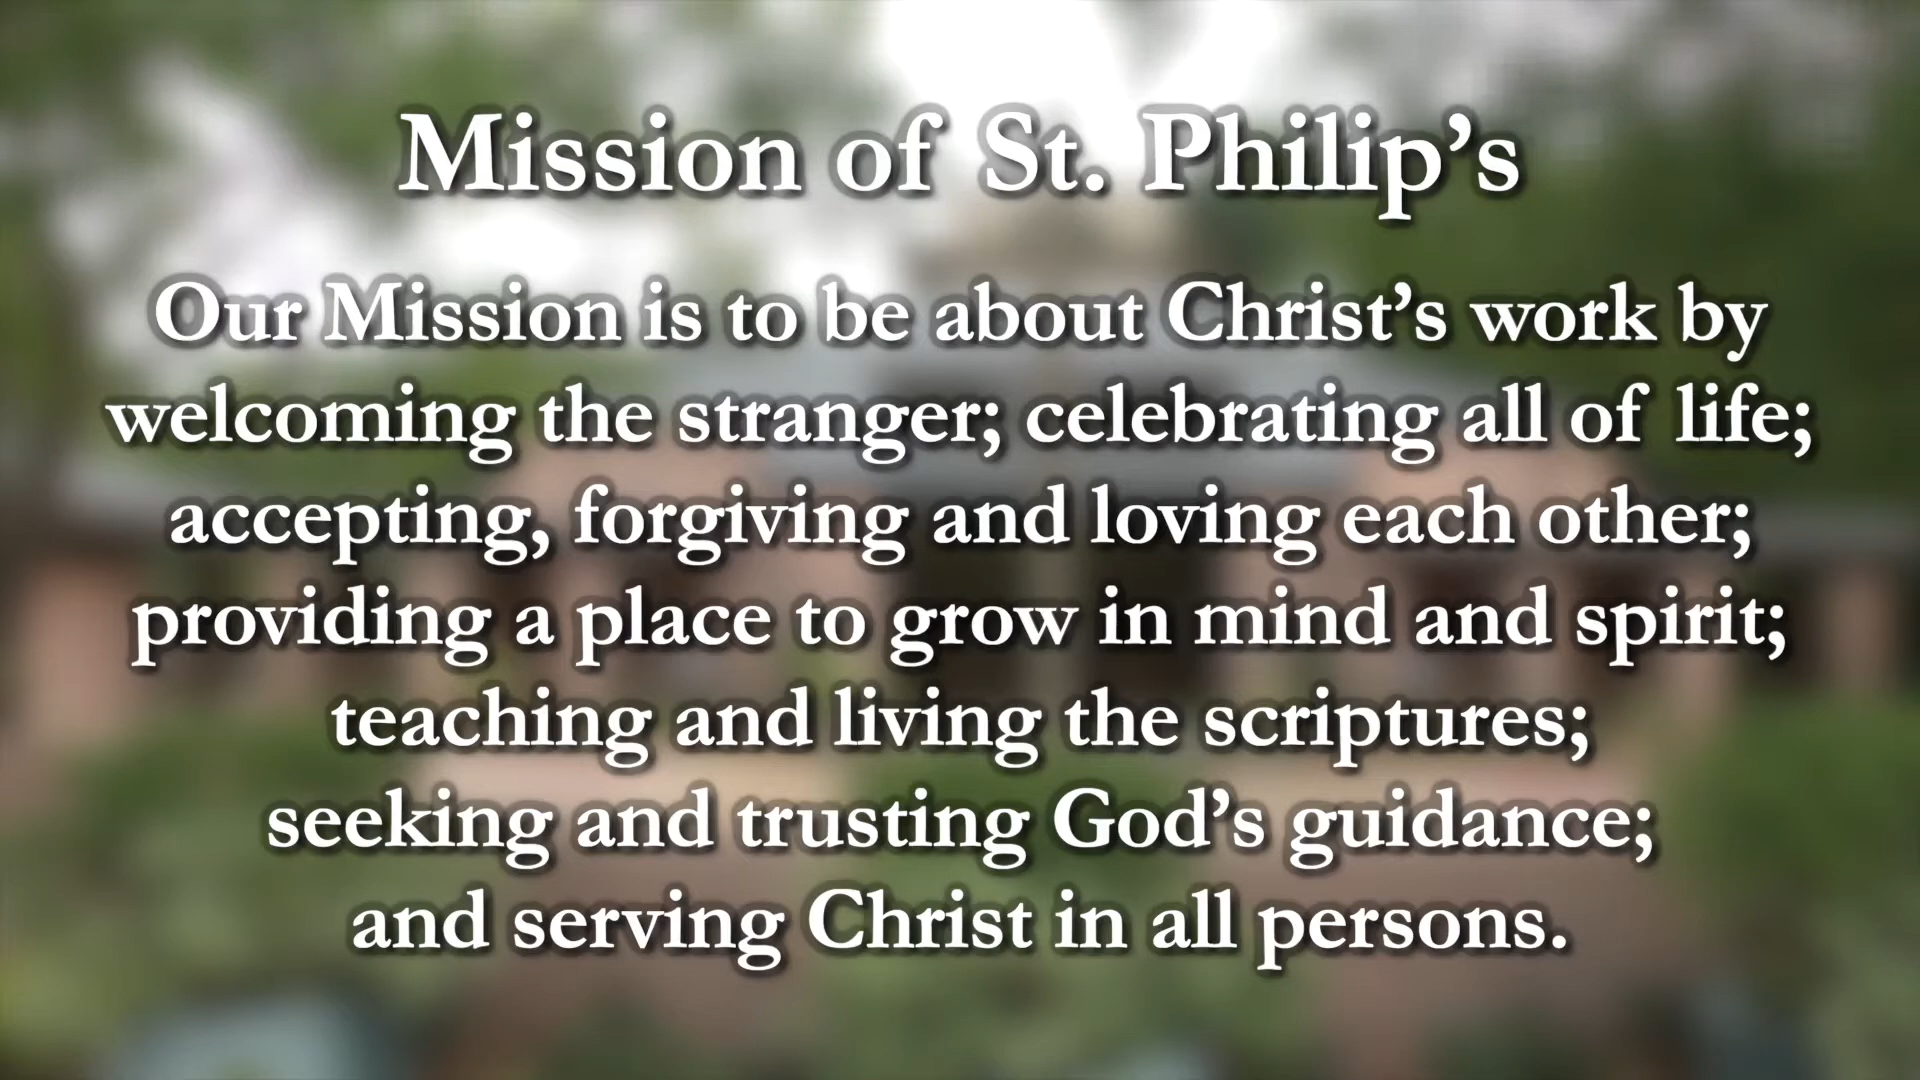 Mission of St. Philip’s
Our Mission is to be about Christ’s work by
welcoming the stranger; celebrating all of life;
accepting, forgiving and loving each other;
providing a place to grow in mind and spirit;
teaching and living the scriptures;
seeking and trusting God’s guidance;
and serving Christ in all persons.